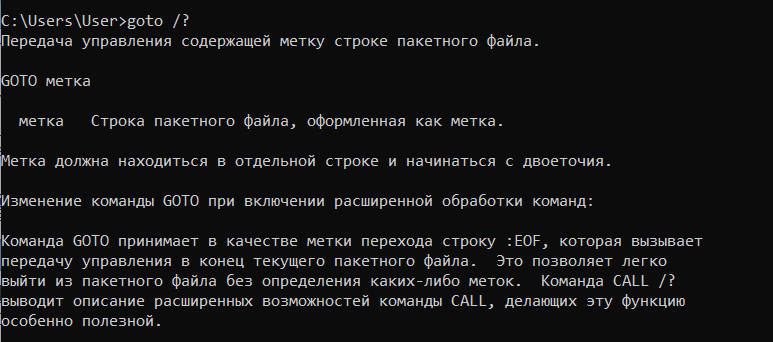 C:\Users\User>goto /?
Передача управления содержащей метку строке пакетного файла.
GOTO метка
метка   Строка пакетного файла, оформленная как метка.
Метка должна находиться в отдельной строке и начинаться с двоеточия.
Изменение команды GOTO при включении расширенной обработки команд:
Команда GOTO принимает в качестве метки перехода строку :EOF, которая вызывает
передачу управления в конец текущего пакетного файла.  Это позволяет легко
выйти из пакетного файла без определения каких-либо меток.  Команда CALL /?
выводит описание расширенных возможностей команды CALL, делающих эту функцию
особенно полезной.